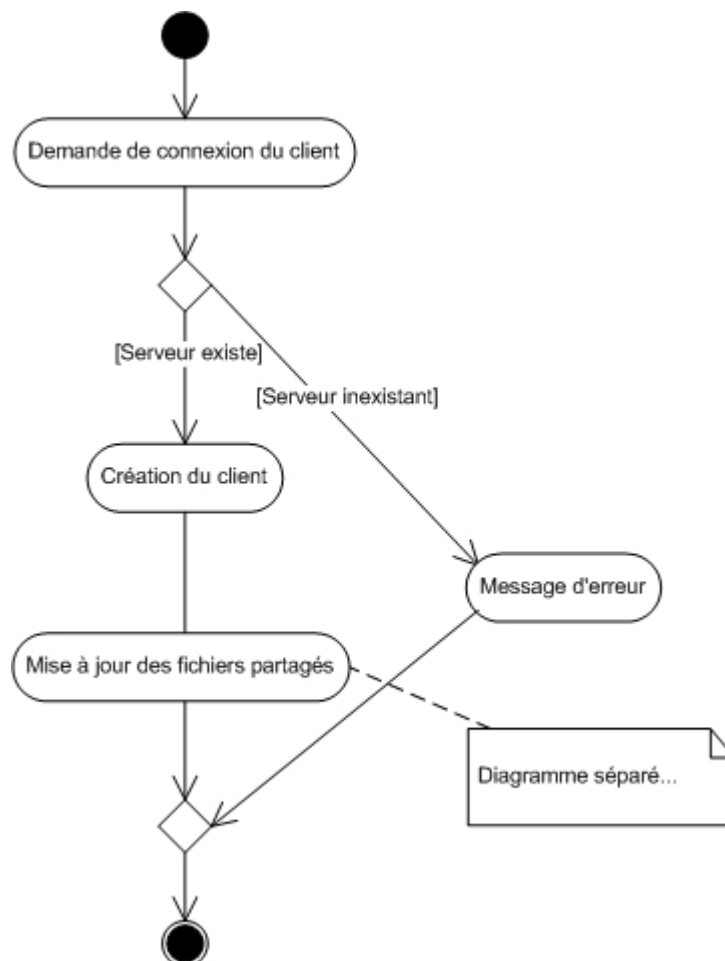 Demande de connexion du client
[Serveur existe]
[Serveur inexistant]
Création du client
Message d'erreur
Mise à jour des fichiers partagés
Diagramme séparé...